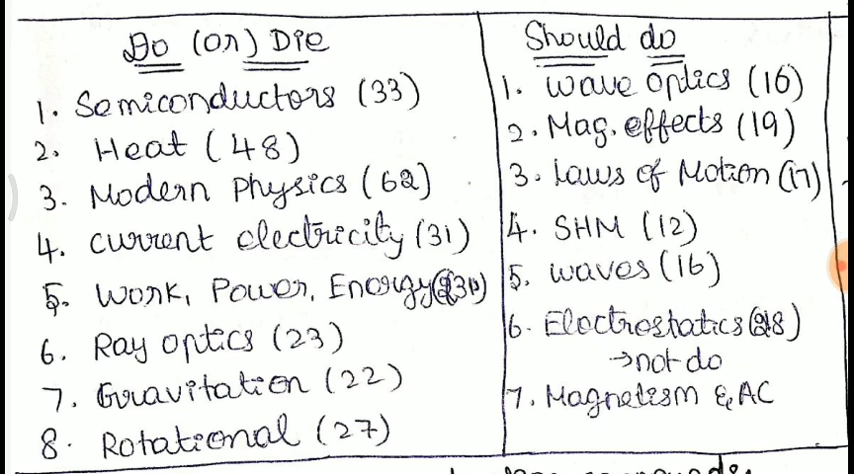 Do (or) Die
1. Semiconductors (33)
2. Heat (48)
3. Modern Physics (62)
4. current electricity (31)
5. Work, Power, Energy
6. Ray optics (23)
7. Gravitation (22)
8. Rotational (27)
Should do
1. wave optics (16)
2. Mag. effects (19)
3. Laws of Motion (17)
4. SHM (12)
5. waves (16)
6. Electrostatics
→not do
7. Magnetism & AC